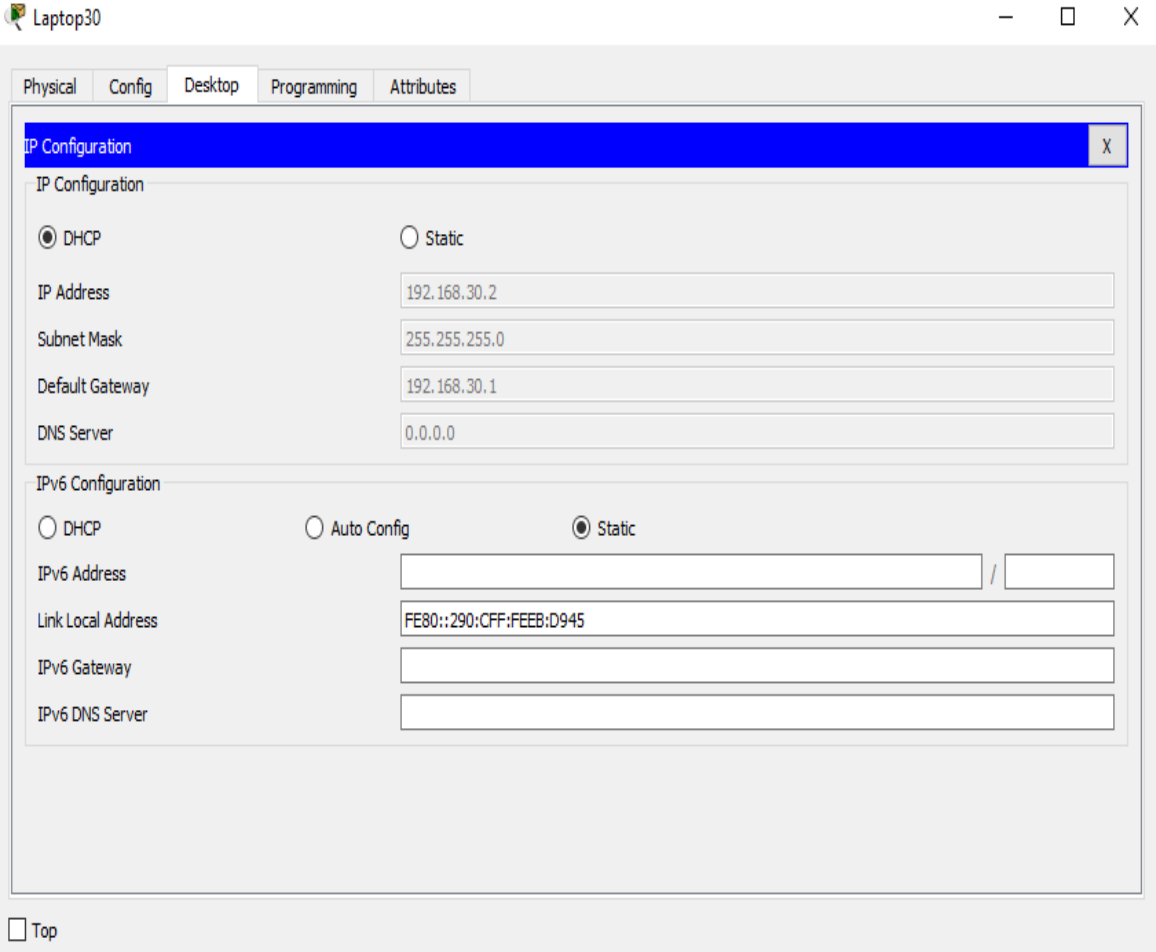 Laptop30
Physical Config Desktop Programming Attributes
IP Configuration X
IP Configuration
DHCP Static
IP Address 192.168.30.2
Subnet Mask 255.255.255.0
Default Gateway 192.168.30.1
DNS Server 0.0.0.0
IPv6 Configuration
DHCP Auto Config Static
IPv6 Address /
Link Local Address FE80::290:CFF:FEEB:D945
IPv6 Gateway
IPv6 DNS Server
Top